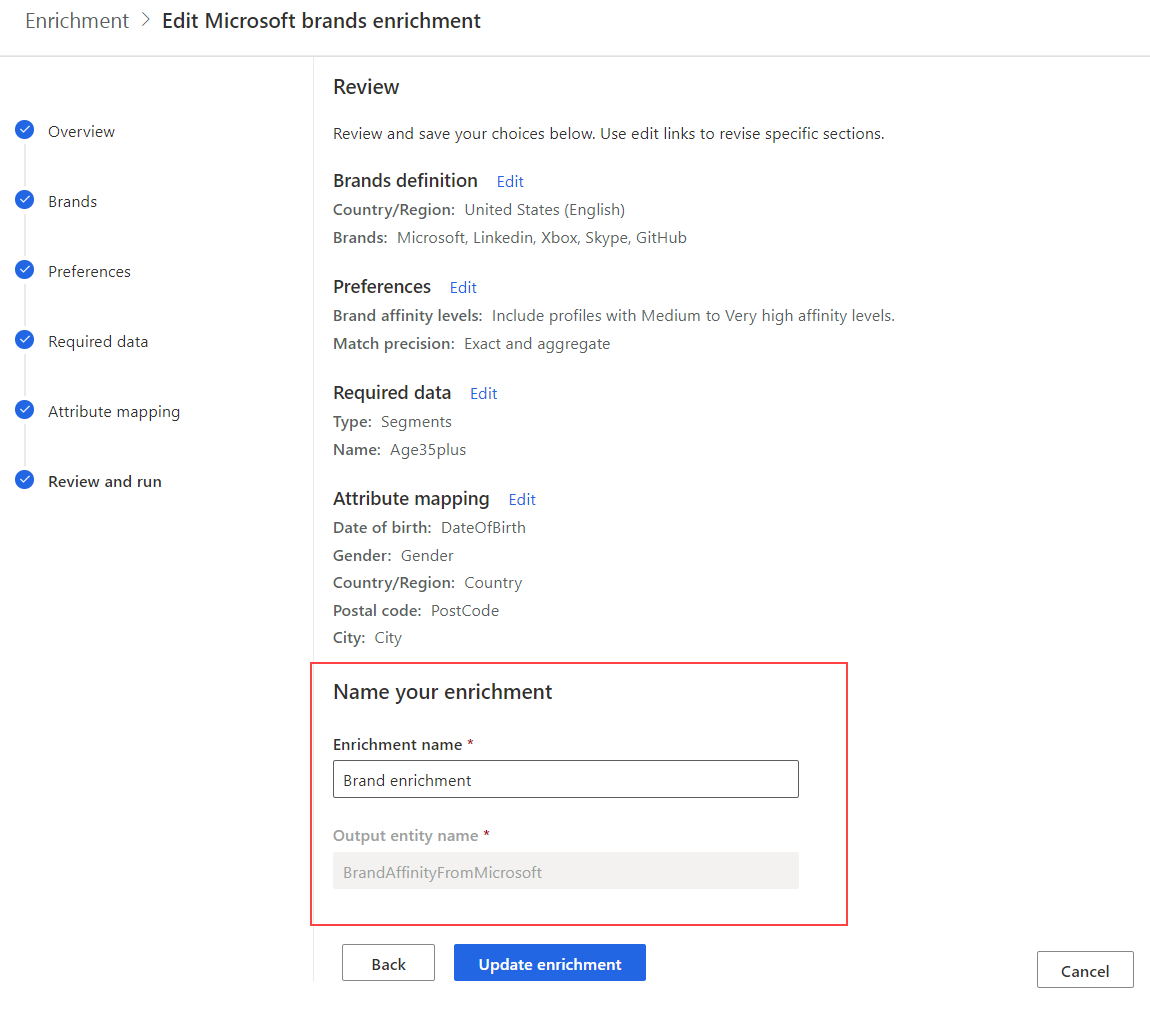 Enrichment > Edit Microsoft brands enrichment
Overview
Brands
Preferences
Required data
Attribute mapping
Review and run
Review
Review and save your choices below. Use edit links to revise specific sections.
Brands definition Edit
Country/Region: United States (English)
Brands: Microsoft, Linkedin, Xbox, Skype, GitHub
Preferences Edit
Brand affinity levels: Include profiles with Medium to Very high affinity levels.
Match precision: Exact and aggregate
Required data Edit
Type: Segments
Name: Age35plus
Attribute mapping Edit
Date of birth: DateOfBirth
Gender: Gender
Country/Region: Country
Postal code: PostCode
City: City
Name your enrichment
Enrichment name *
Brand enrichment
Output entity name *
BrandAffinityFromMicrosoft
Back Update enrichment Cancel